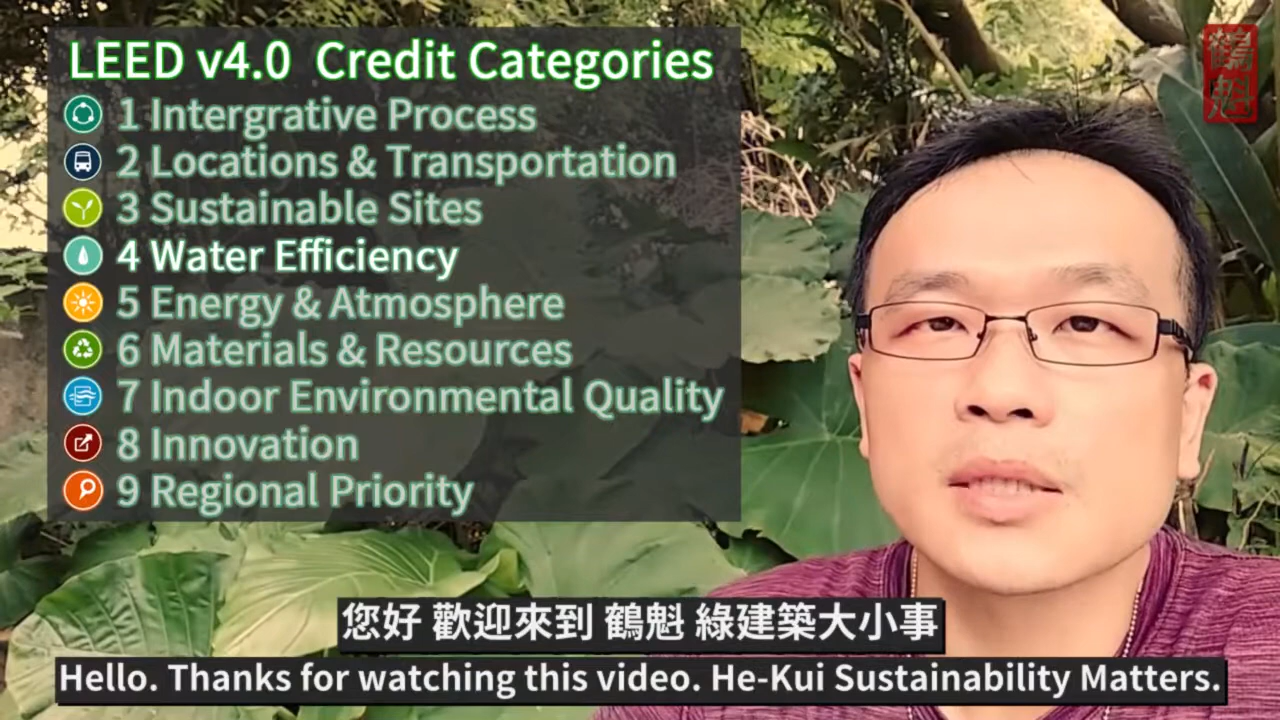 LEED v4.0 Credit Categories
1 Intergrative Process
2 Locations & Transportation
3 Sustainable Sites
4 Water Efficiency
5 Energy & Atmosphere
6 Materials & Resources
7 Indoor Environmental Quality
8 Innovation
9 Regional Priority
鶴魁
您好 歡迎來到 鶴魁 綠建築大小事
Hello. Thanks for watching this video. He-Kui Sustainability Matters.